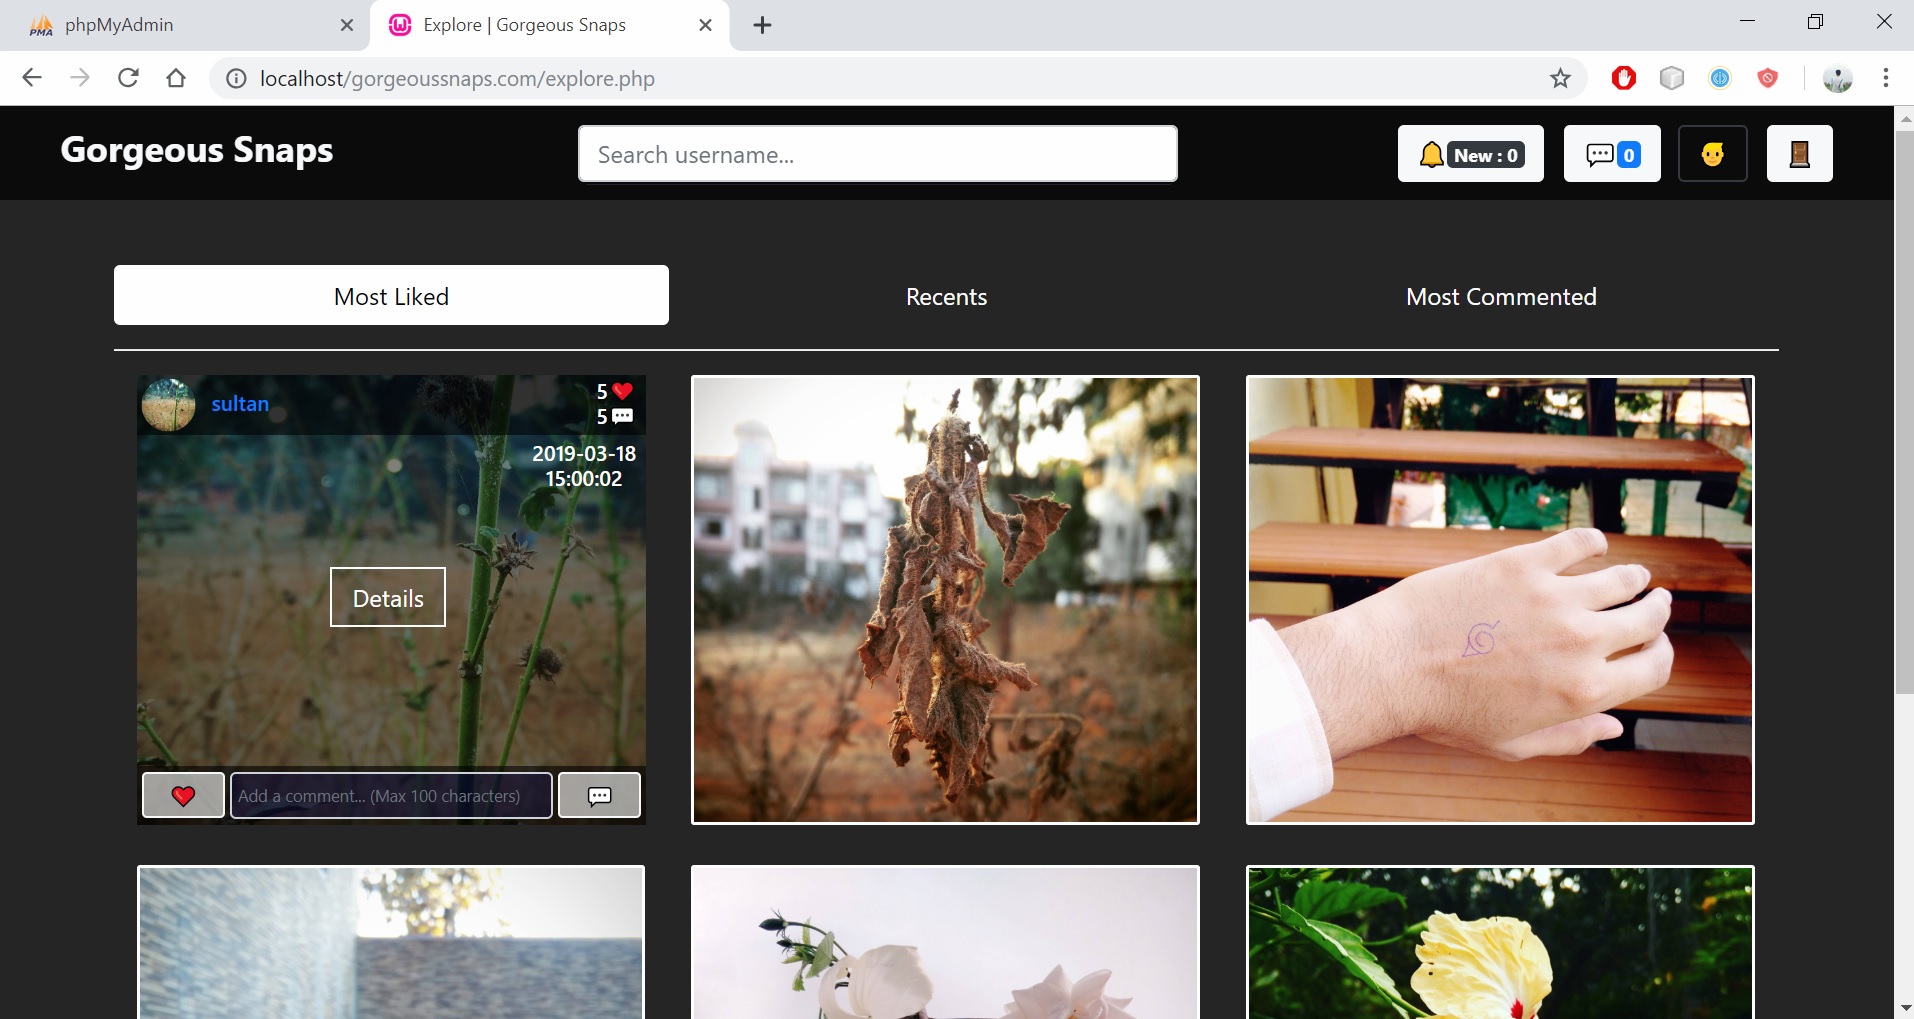 PMA phpMyAdmin
Explore | Gorgeous Snaps
localhost/gorgeoussnaps.com/explore.php
Gorgeous Snaps
Search username...
New : 0
0
Most Liked
Recents
Most Commented
sultan
5
5
2019-03-18
15:00:02
Details
Add a comment... (Max 100 characters)